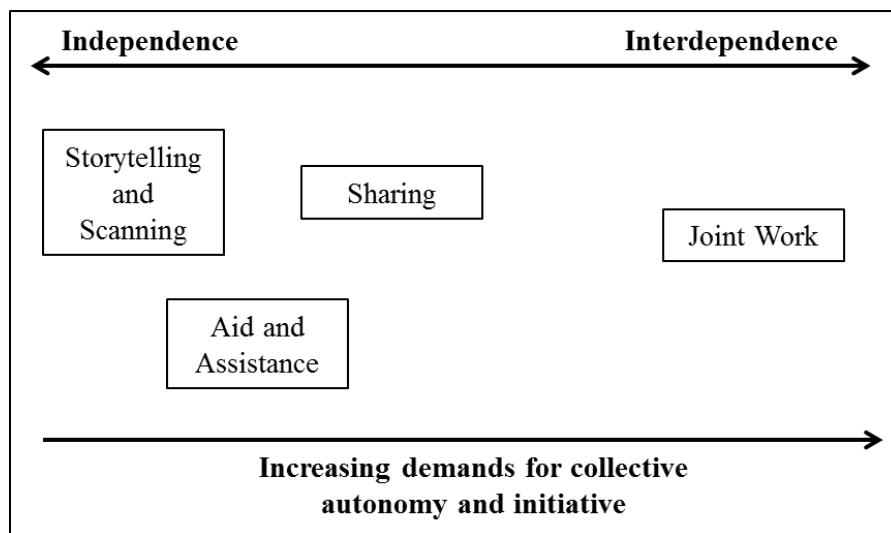 Independence
Interdependence
Storytelling
and
Scanning
Sharing
Joint Work
Aid and
Assistance
Increasing demands for collective
autonomy and initiative